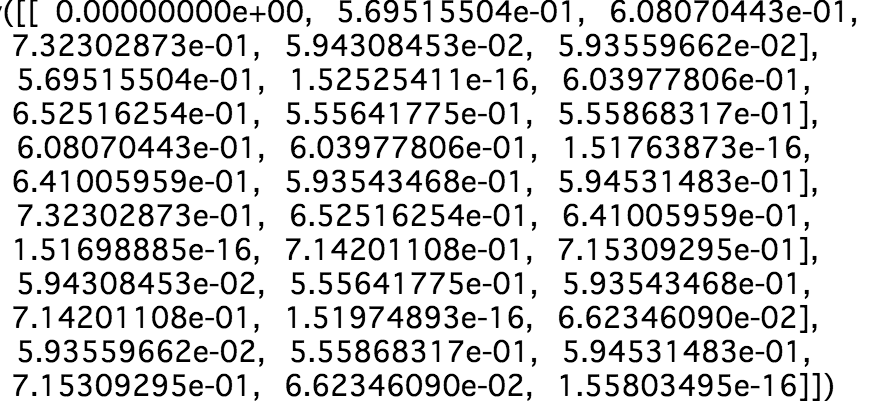 ([[ 0.00000000e+00, 5.69515504e-01, 6.08070443e-01,
7.32302873e-01, 5.94308453e-02, 5.93559662e-02],
5.69515504e-01, 1.52525411e-16, 6.03977806e-01,
6.52516254e-01, 5.55641775e-01, 5.55868317e-01],
6.08070443e-01, 6.03977806e-01, 1.51763873e-16,
6.41005959e-01, 5.93543468e-01, 5.94531483e-01],
7.32302873e-01, 6.52516254e-01, 6.41005959e-01,
1.51698885e-16, 7.14201108e-01, 7.15309295e-01],
5.94308453e-02, 5.55641775e-01, 5.93543468e-01,
7.14201108e-01, 1.51974893e-16, 6.62346090e-02],
5.93559662e-02, 5.55868317e-01, 5.94531483e-01,
7.15309295e-01, 6.62346090e-02, 1.55803495e-16]])